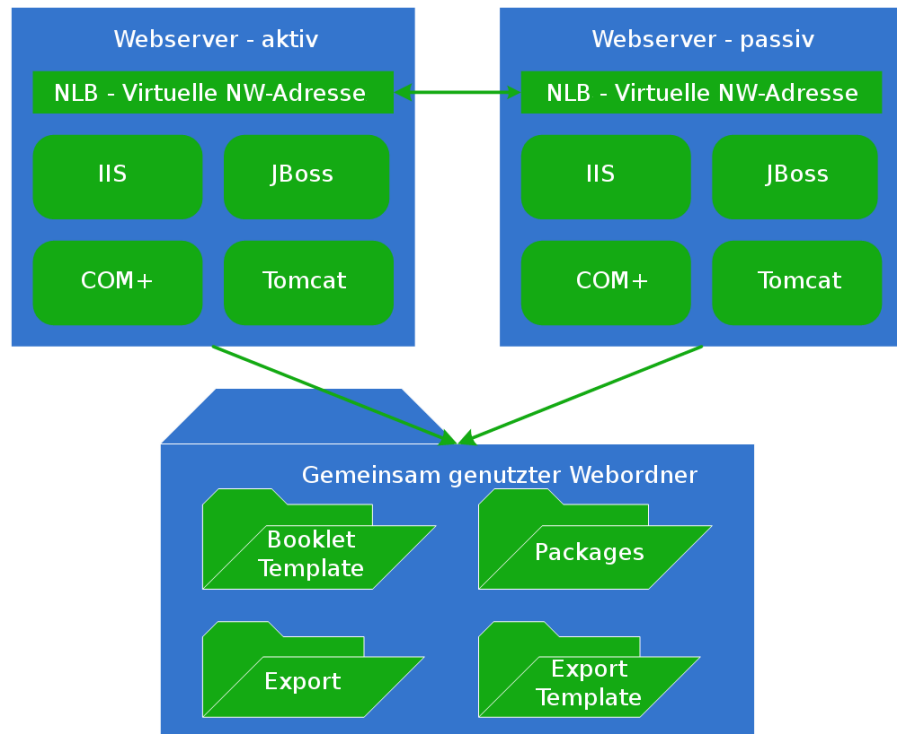 Webserver - aktiv
NLB - Virtuelle NW-Adresse
IIS
JBoss
COM+
Tomcat
Webserver - passiv
NLB - Virtuelle NW-Adresse
IIS
JBoss
COM+
Tomcat
Gemeinsam genutzter Webordner
Booklet
Template
Packages
Export
Export
Template